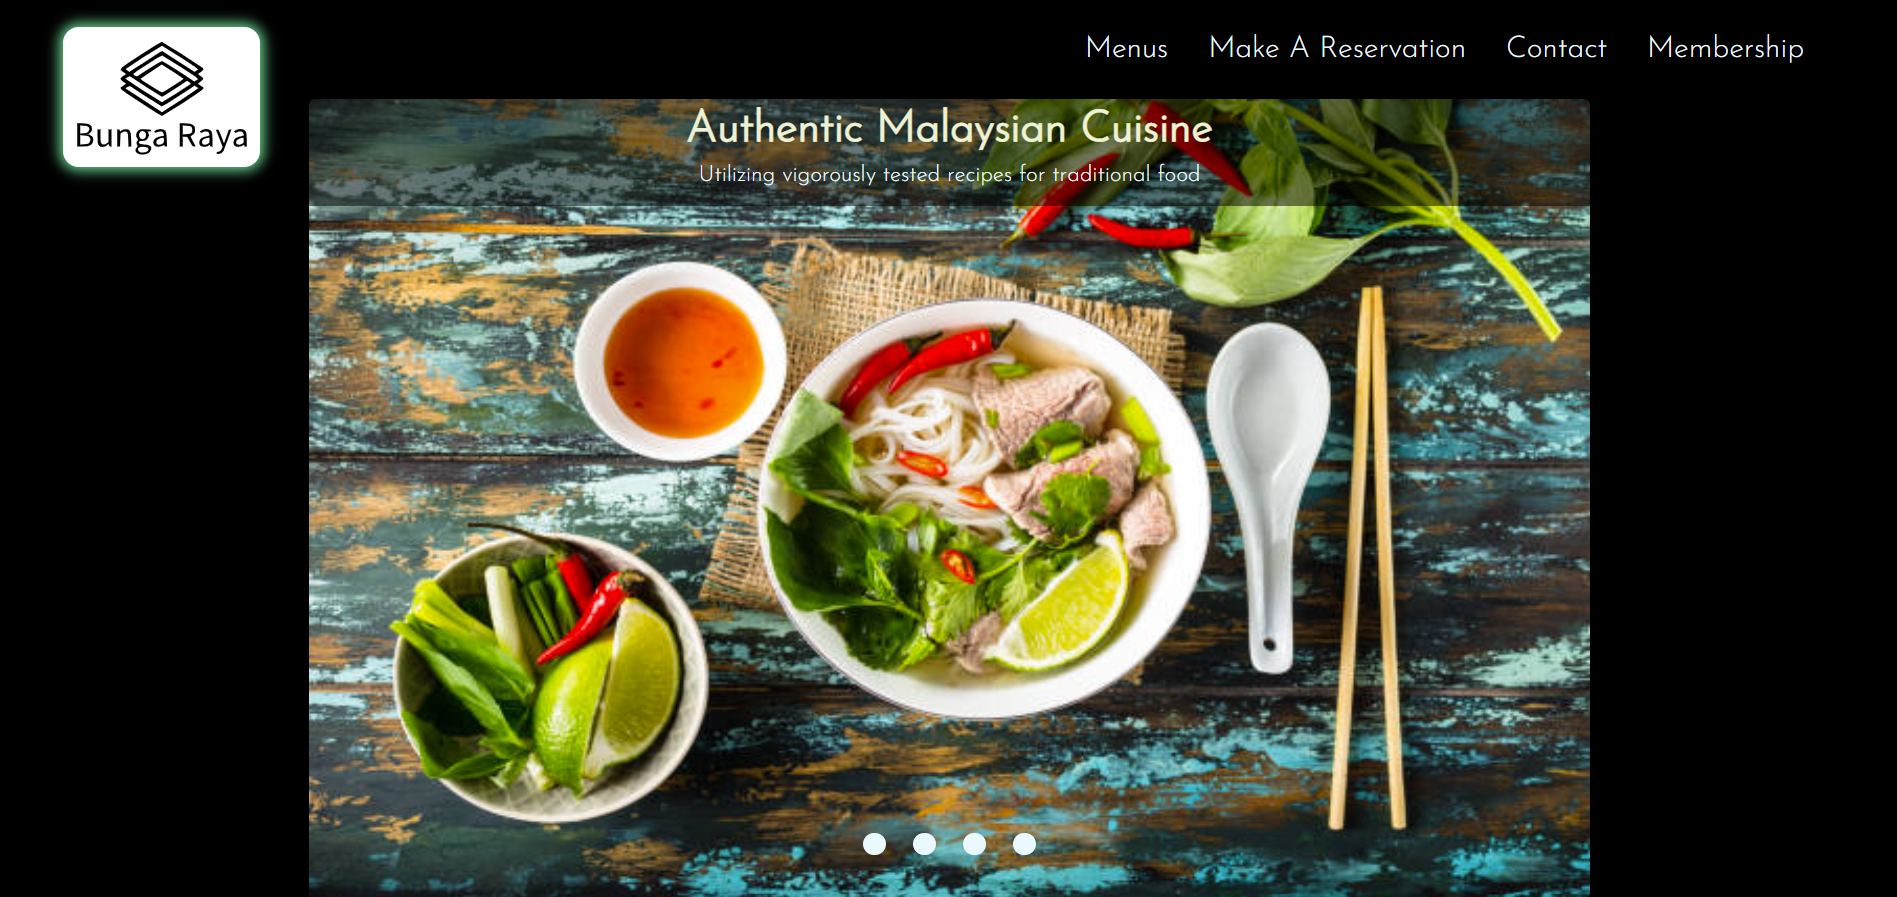 Bunga Raya
Menus
Make A Reservation
Contact
Membership
Authentic Malaysian Cuisine
Utilizing vigorously tested recipes for traditional food